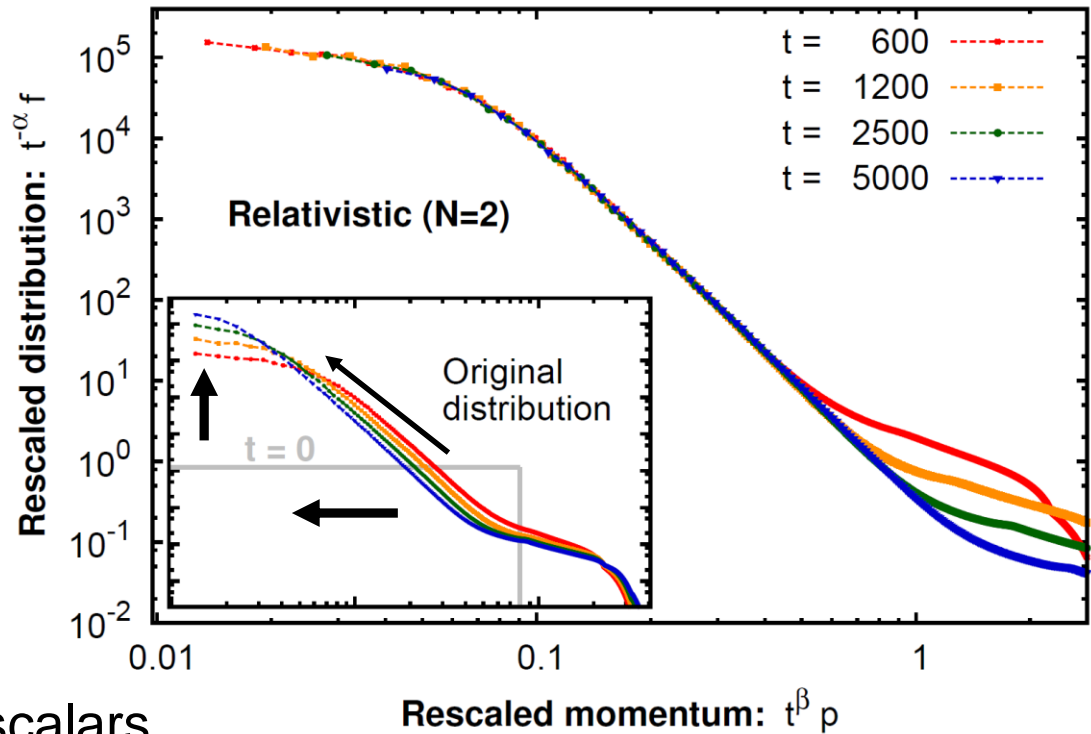 Rescaled distribution: t^-α f
10^5
10^4
10^3
10^2
10^1
10^0
10^-1
10^-2
t = 600
t = 1200
t = 2500
t = 5000
Relativistic (N=2)
Original
distribution
t = 0
0.01 0.1 1
Rescaled momentum: t^β p
scalars